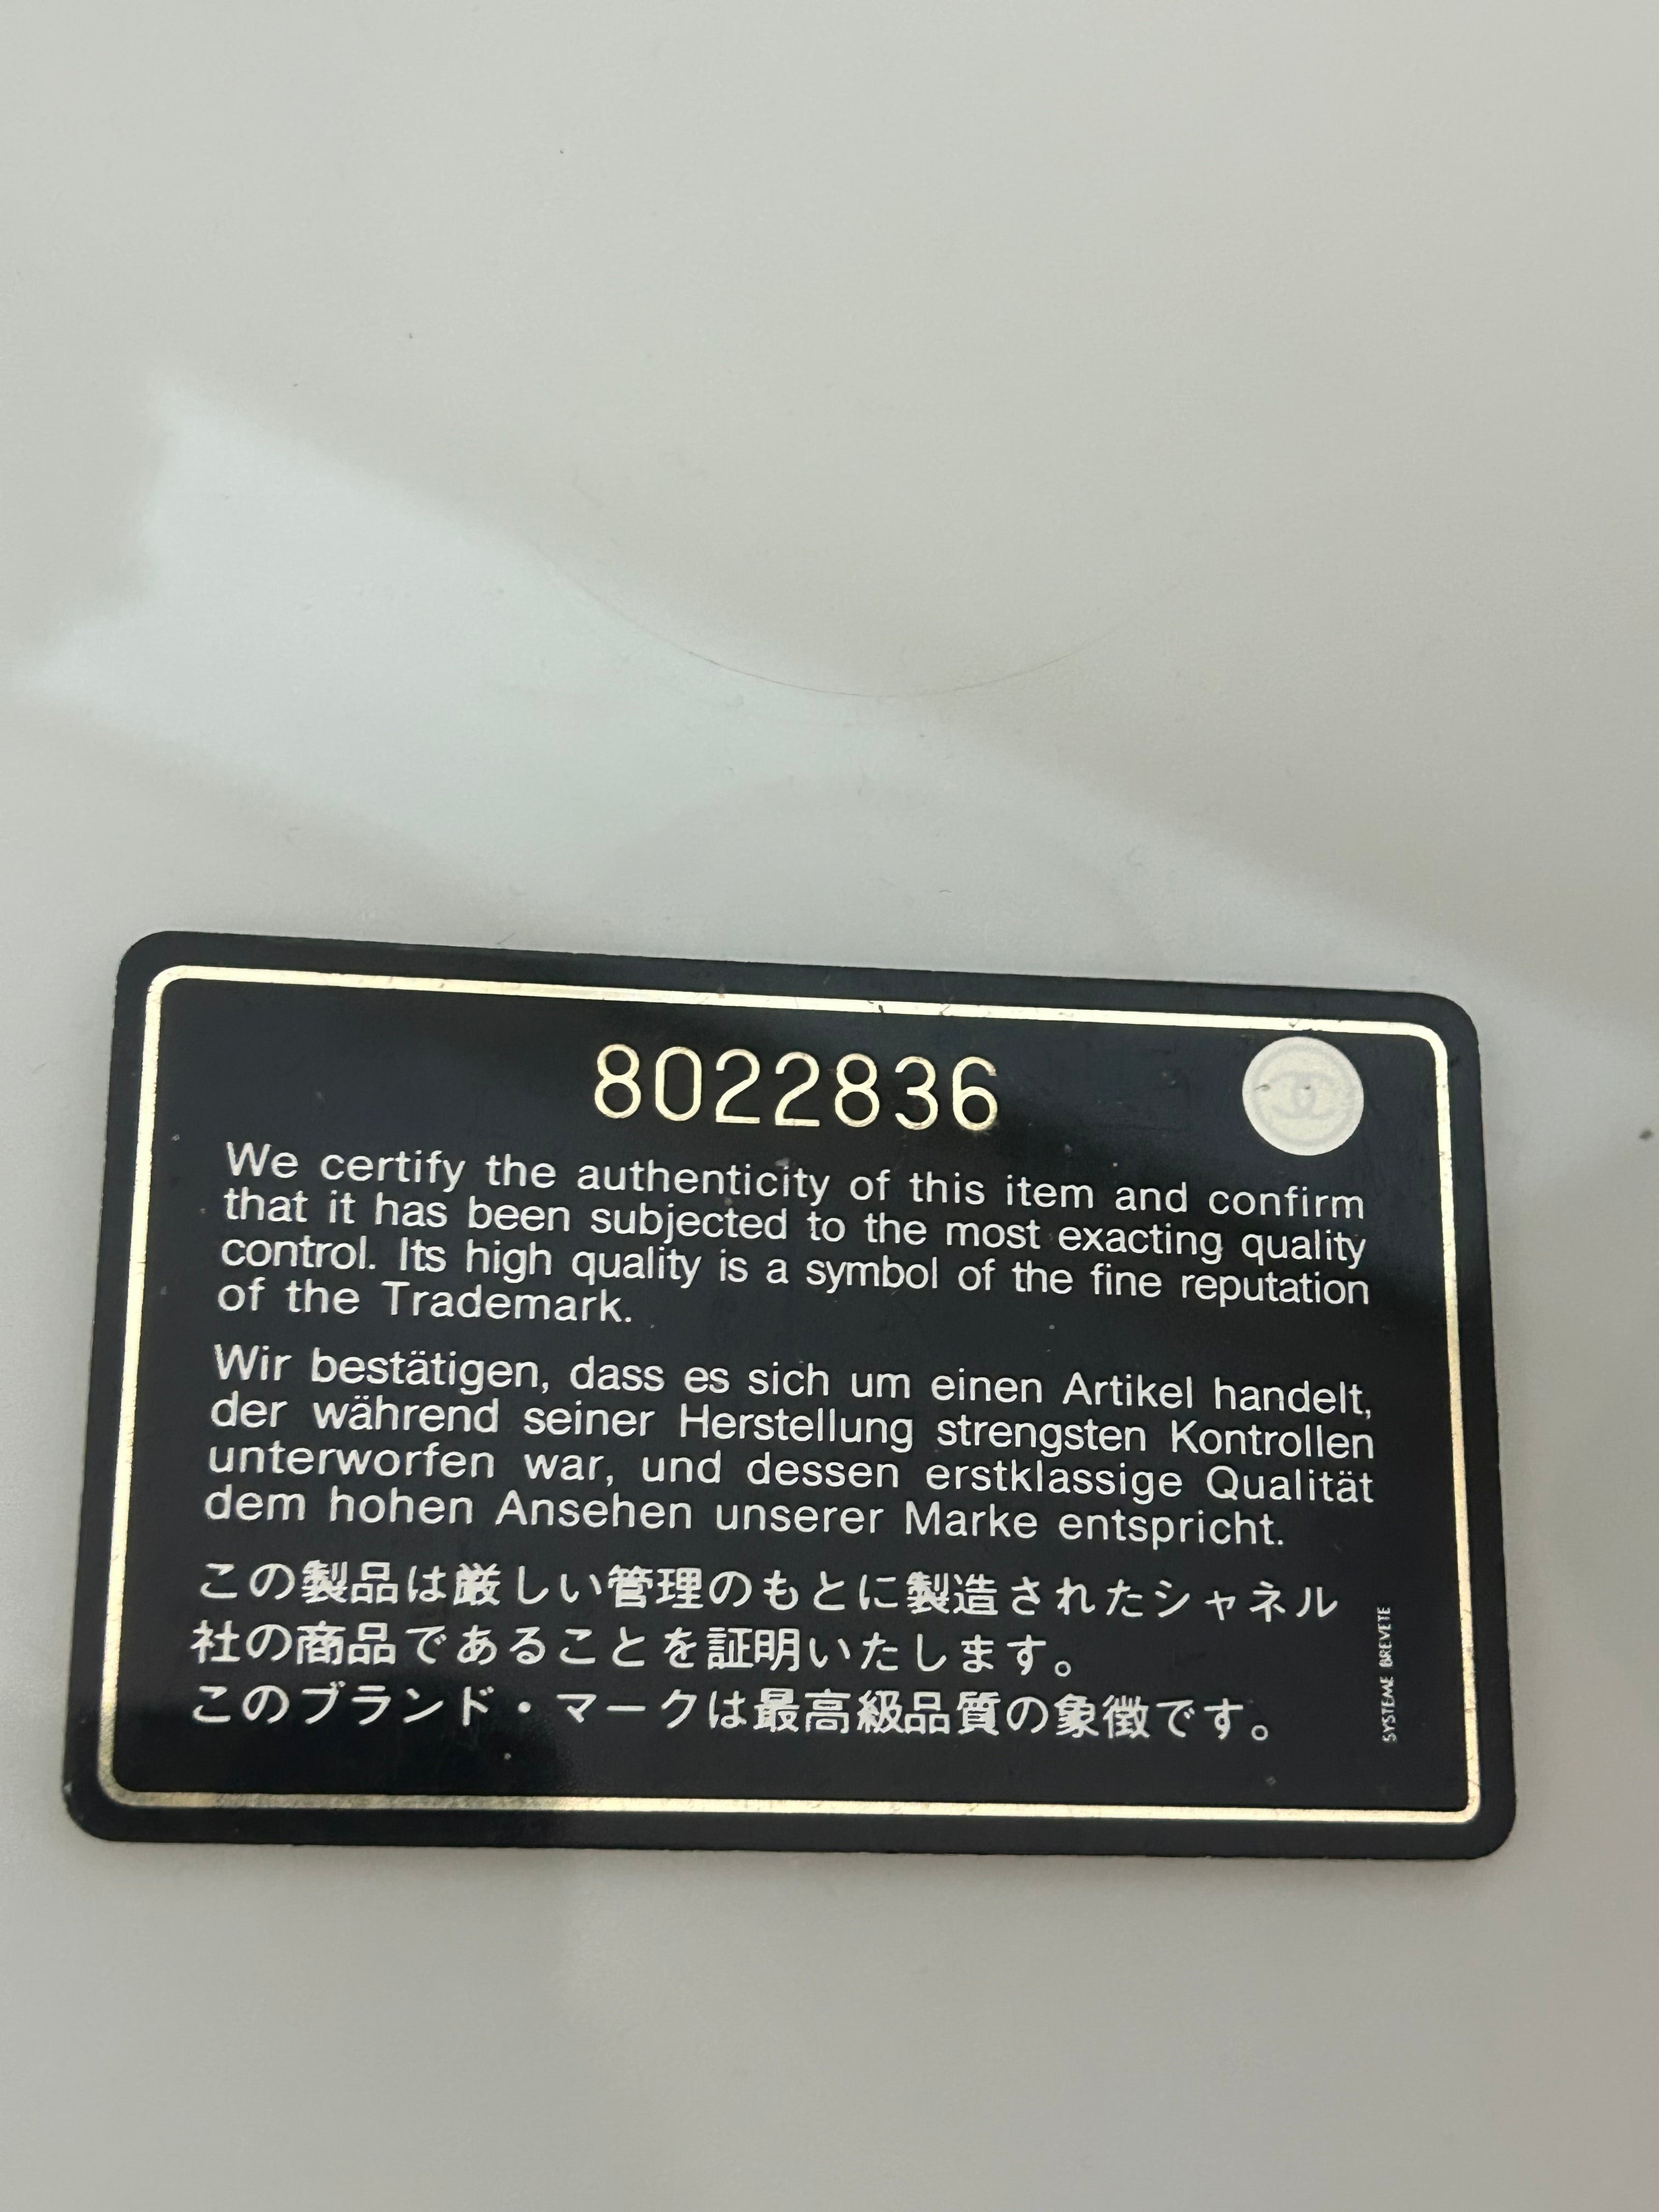 8022836
We certify the authenticity of this item and confirm
that it has been subjected to the most exacting quality
control. Its high quality is a symbol of the fine reputation
of the Trademark.
Wir bestätigen, dass es sich um einen Artikel handelt,
der während seiner Herstellung strengsten Kontrollen
unterworfen war, und dessen erstklassige Qualität
dem hohen Ansehen unserer Marke entspricht.
この製品は厳しい管理のもとに製造されたシャネル
社の商品であることを証明いたします。
このブランド・マークは最高級品質の象徴です。
SYSTEME BREVETE